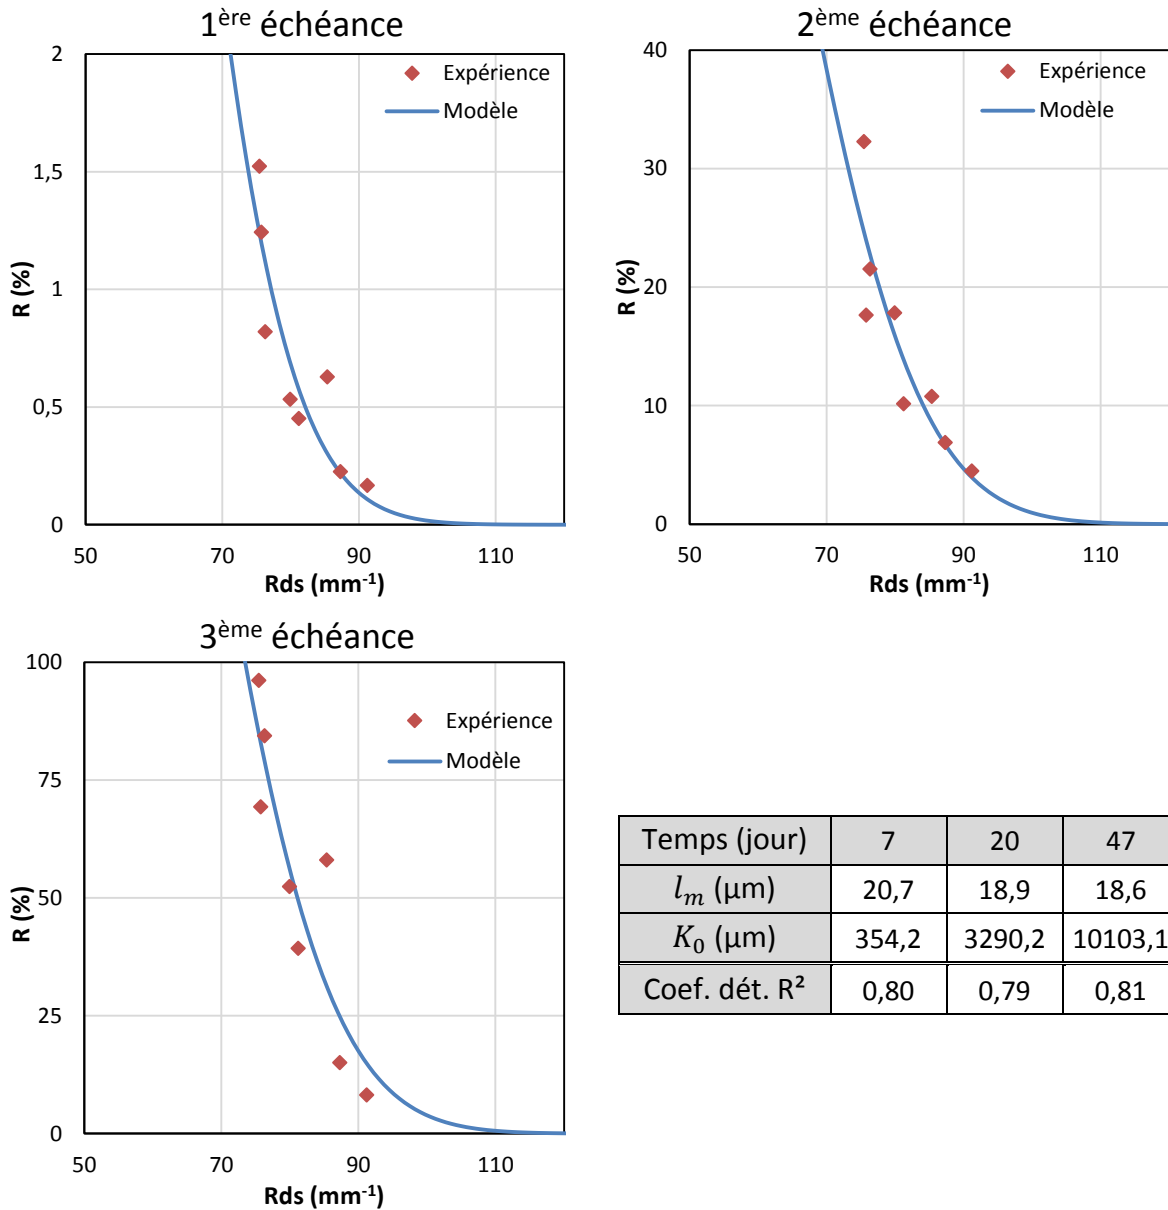 1ère échéance
2
1,5
1
0,5
0
R (%)
50 70 90 110
Rds (mm-1)
Expérience
Modèle
2ème échéance
40
30
20
10
0
R (%)
50 70 90 110
Rds (mm-1)
Expérience
Modèle
3ème échéance
100
75
50
25
0
R (%)
50 70 90 110
Rds (mm-1)
Expérience
Modèle
Temps (jour) 7 20 47
lm (µm) 20,7 18,9 18,6
K0 (µm) 354,2 3290,2 10103,1
Coef. dét. R² 0,80 0,79 0,81